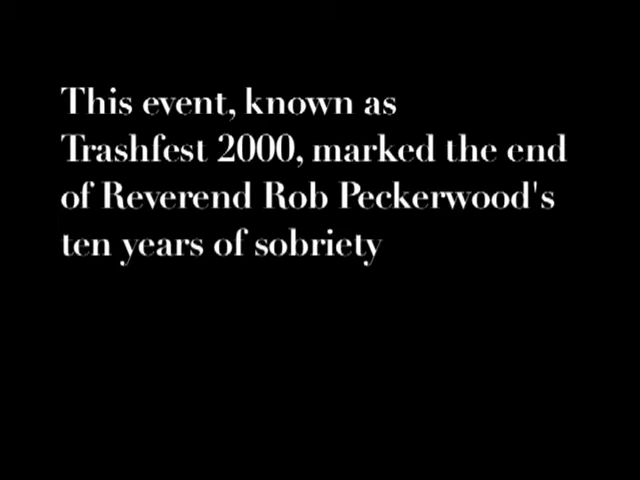 This event, known as
Trashfest 2000, marked the end
of Reverend Rob Peckerwood's
ten years of sobriety